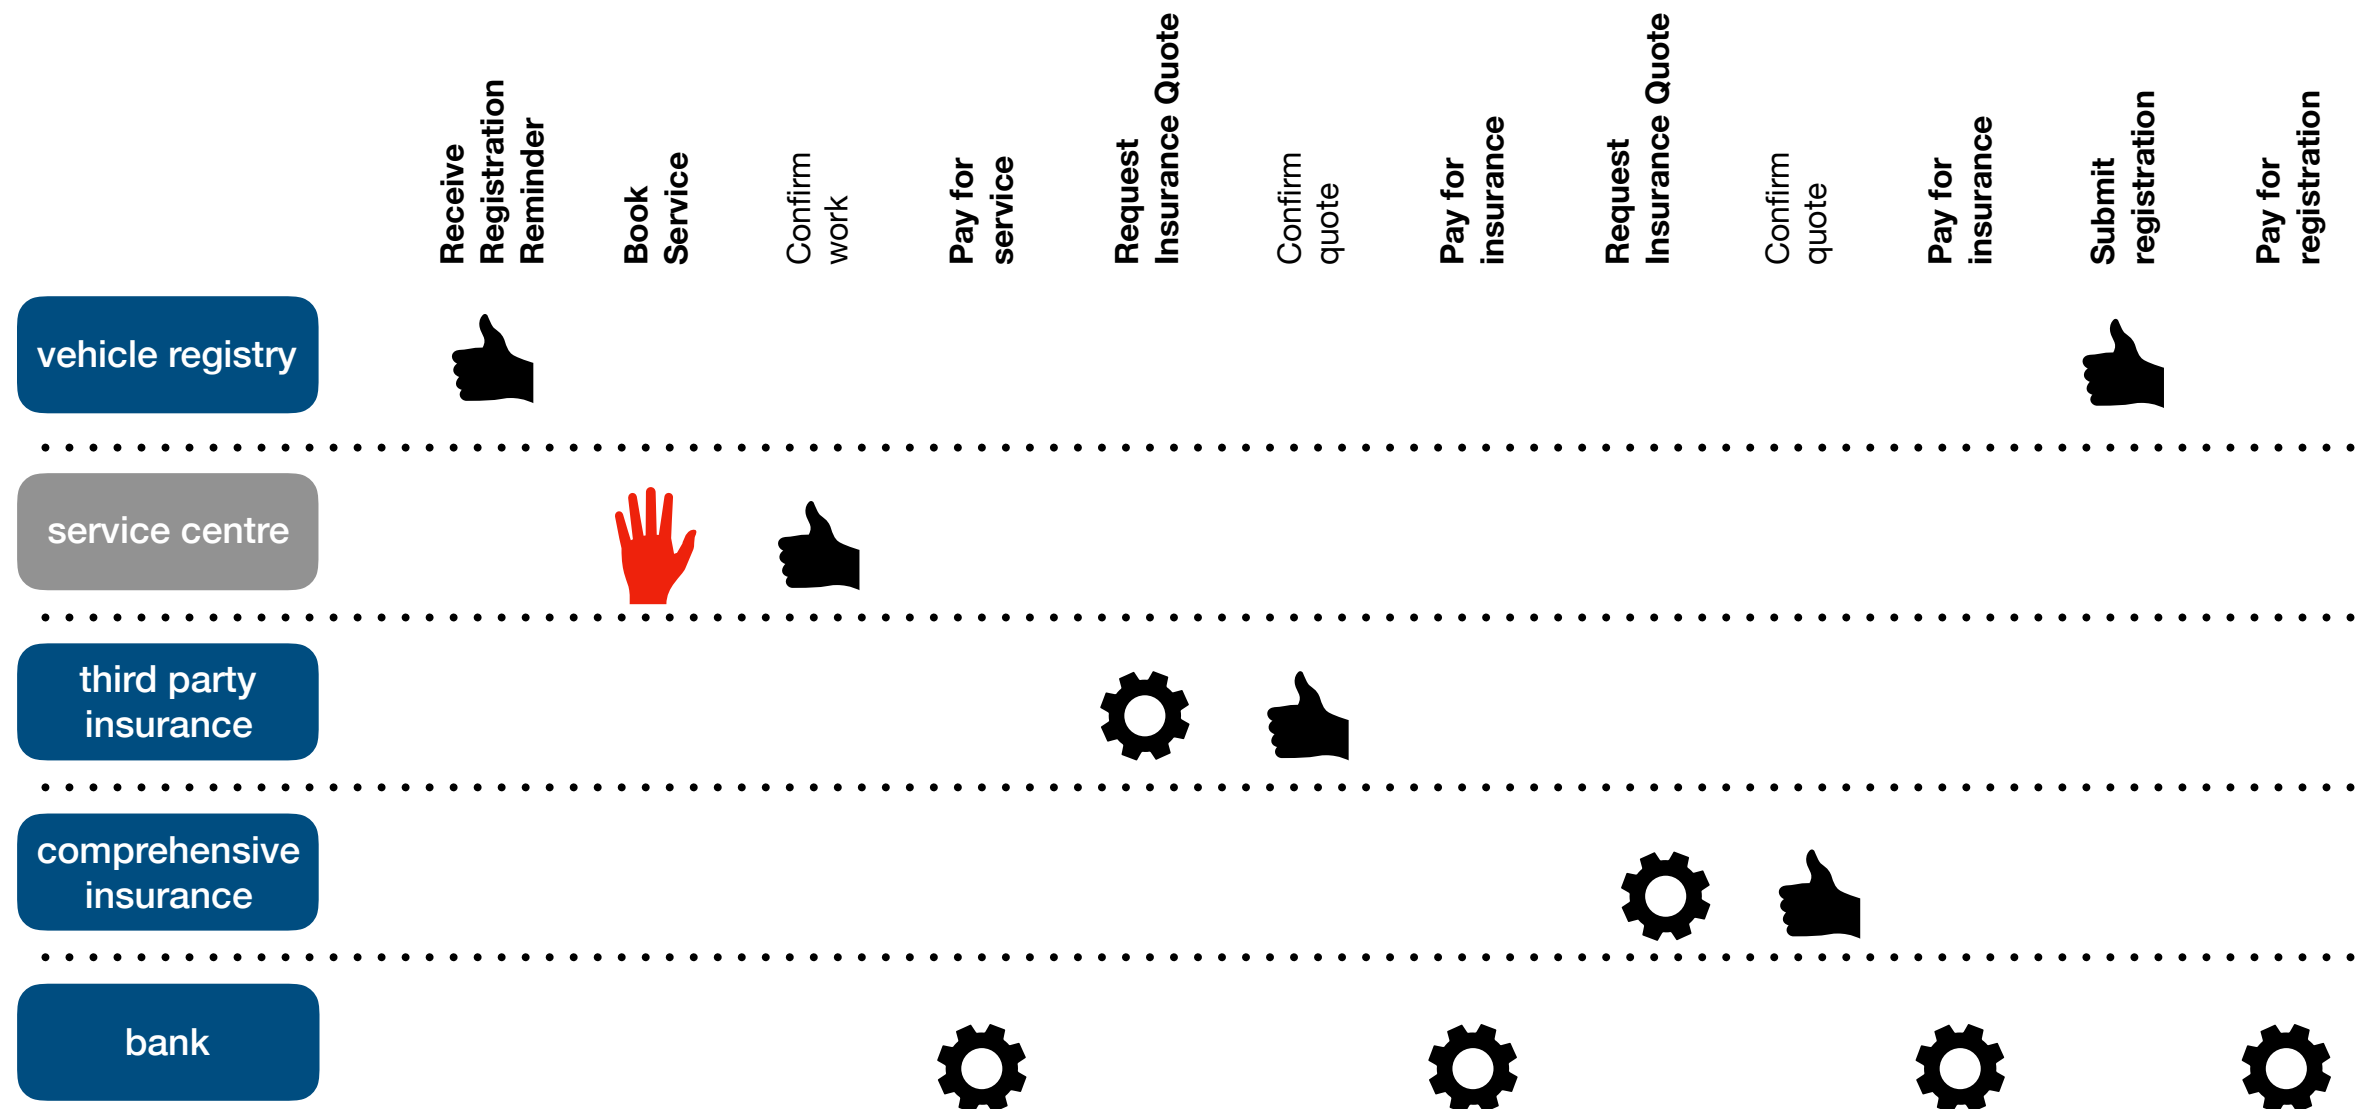 Receive
Registration
Reminder
Book
Service
Confirm
work
Pay for
service
Request
Insurance Quote
Confirm
quote
Pay for
insurance
Request
Insurance Quote
Confirm
quote
Pay for
insurance
Submit
registration
Pay for
registration
vehicle registry
service centre
third party
insurance
comprehensive
insurance
bank